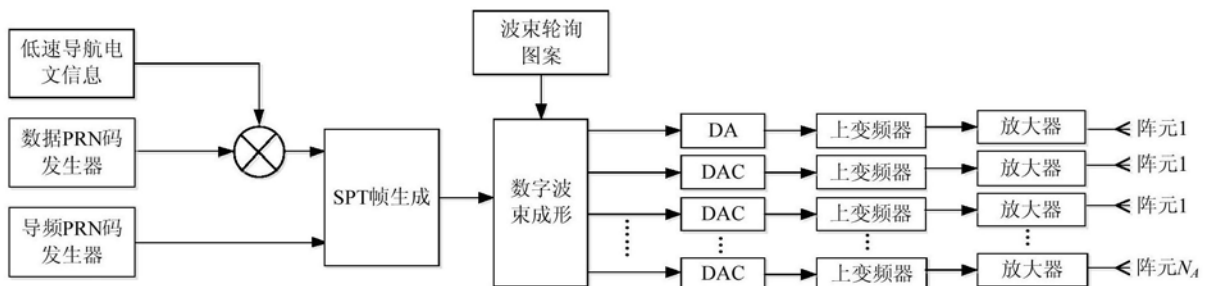 低速导航电
文信息
数据PRN码
发生器
导频PRN码
发生器
SPT帧生成
波束轮询
图案
数字波
束成形
DA 上变频器 放大器 阵元1
DAC 上变频器 放大器 阵元1
DAC 上变频器 放大器 阵元1
DAC 上变频器 放大器 阵元N_A